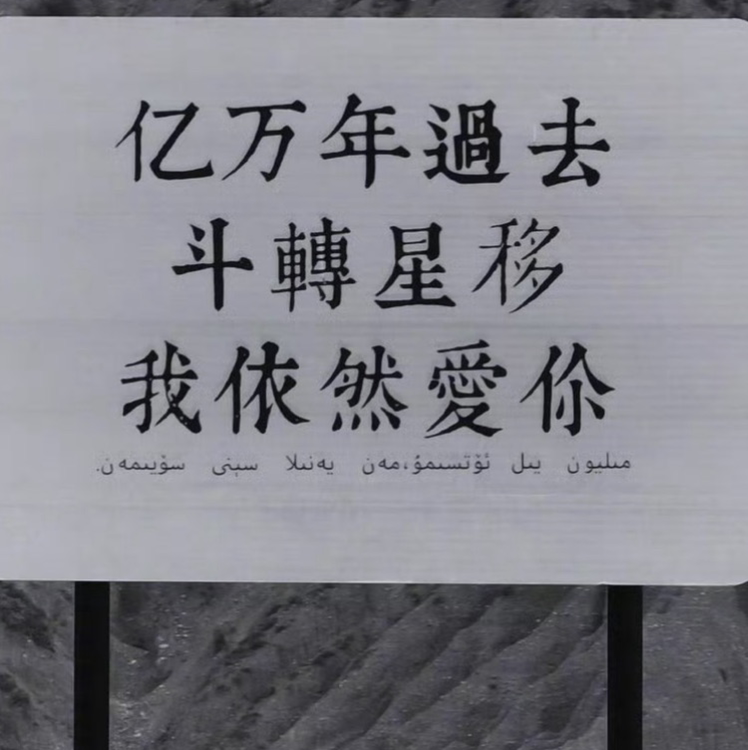 亿万年過去
斗轉星移
我依然愛你
مىليون يىل ئۆتسىمۇ،مەن يەنىلا سېنى سۆيىمەن.